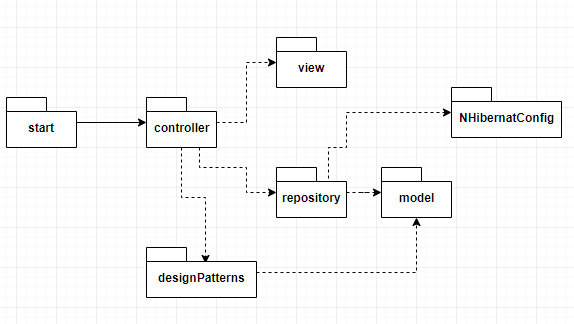 view
start
controller
NHibernatConfig
repository
model
designPatterns